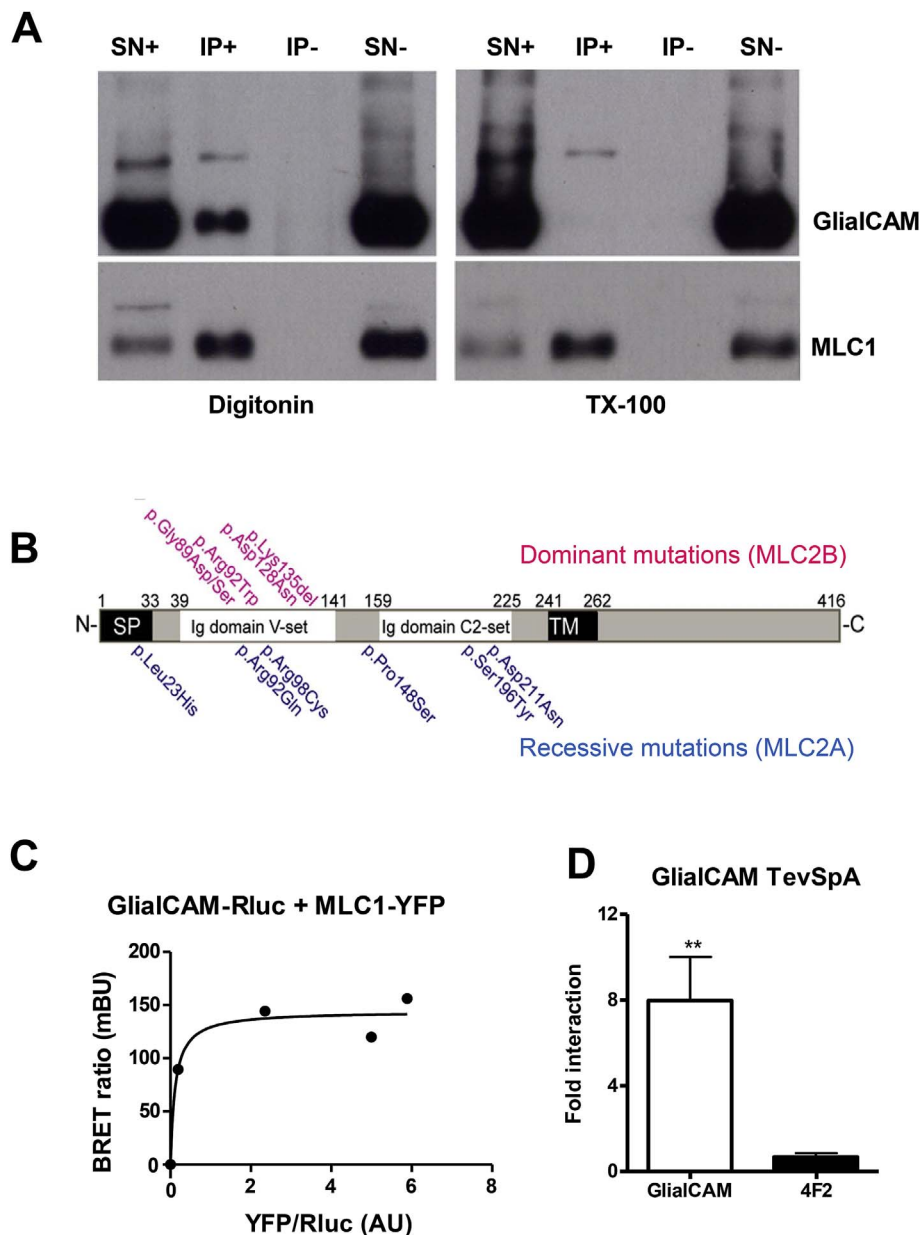 A
SN+ IP+ IP- SN- SN+ IP+ IP- SN-
GlialCAM
MLC1
Digitonin TX-100
B
p.Gly89Asp/Ser
p.Arg92Trp
p.Asp128Asn
p.Lys135del
Dominant mutations (MLC2B)
1 33 39 141 159 225 241 262 416
N- SP Ig domain V-set Ig domain C2-set TM -C
p.Leu23His
p.Arg92Gln
p.Arg98Cys
p.Pro148Ser
p.Ser196Tyr
p.Asp211Asn
Recessive mutations (MLC2A)
C
GlialCAM-Rluc + MLC1-YFP
BRET ratio (mBU)
200
150
100
50
0
0 2 4 6 8
YFP/Rluc (AU)
D
GlialCAM TevSpA
Fold interaction
12
8
4
0
**
GlialCAM 4F2